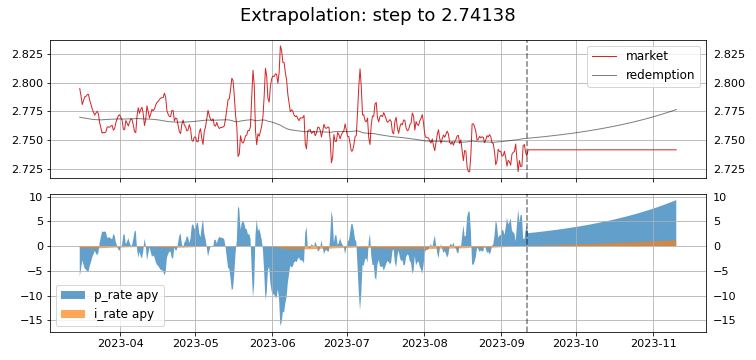 Extrapolation: step to 2.74138
2.825 2.825
2.800 2.800
2.775 2.775
2.750 2.750
2.725 2.725
market
redemption
10 10
5 5
0 0
−5 −5
−10 −10
−15 −15
p_rate apy
i_rate apy
2023-04 2023-05 2023-06 2023-07 2023-08 2023-09 2023-10 2023-11